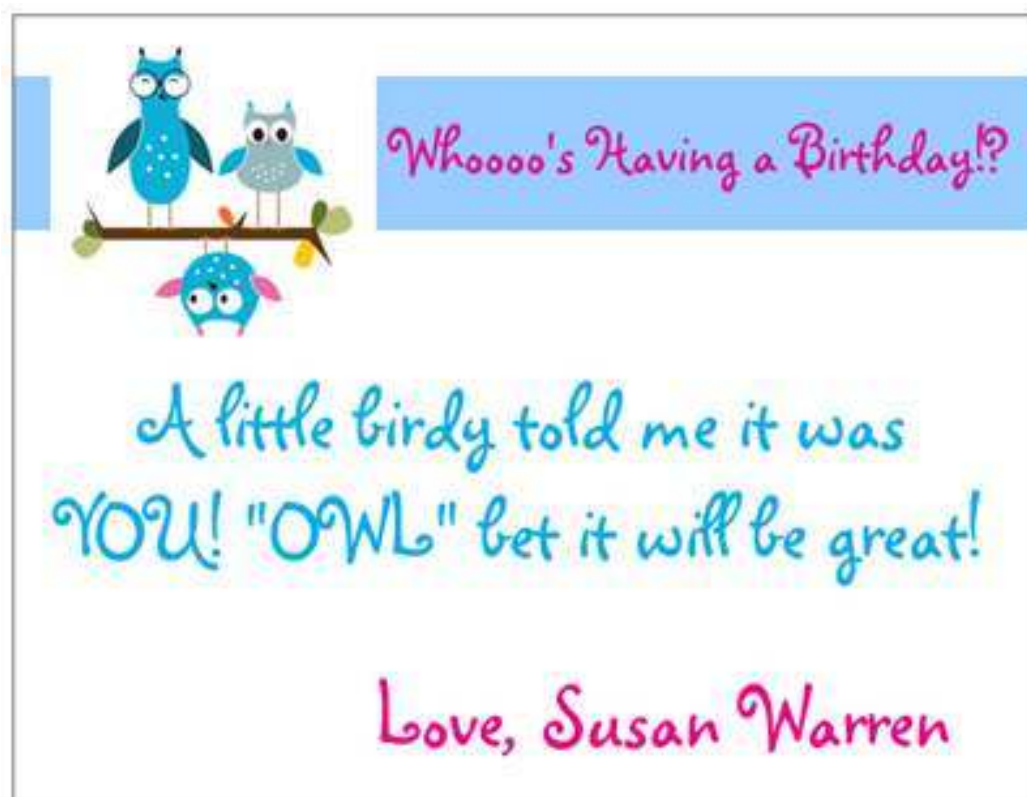 Whoooo's Having a Birthday!?
A little birdy told me it was
YOU! "OWL" bet it will be great!
Love, Susan Warren